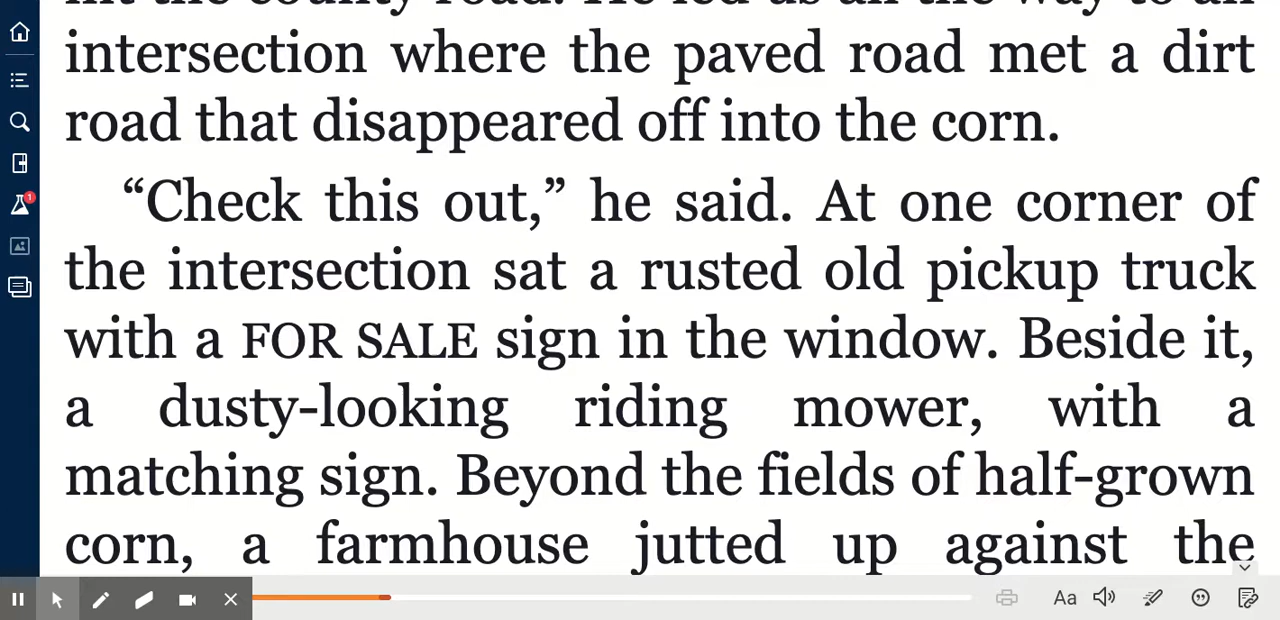 intersection where the paved road met a dirt
road that disappeared off into the corn.
“Check this out,” he said. At one corner of
the intersection sat a rusted old pickup truck
with a FOR SALE sign in the window. Beside it,
a dusty-looking riding mower, with a
matching sign. Beyond the fields of half-grown
corn, a farmhouse jutted up against the
1
Aa